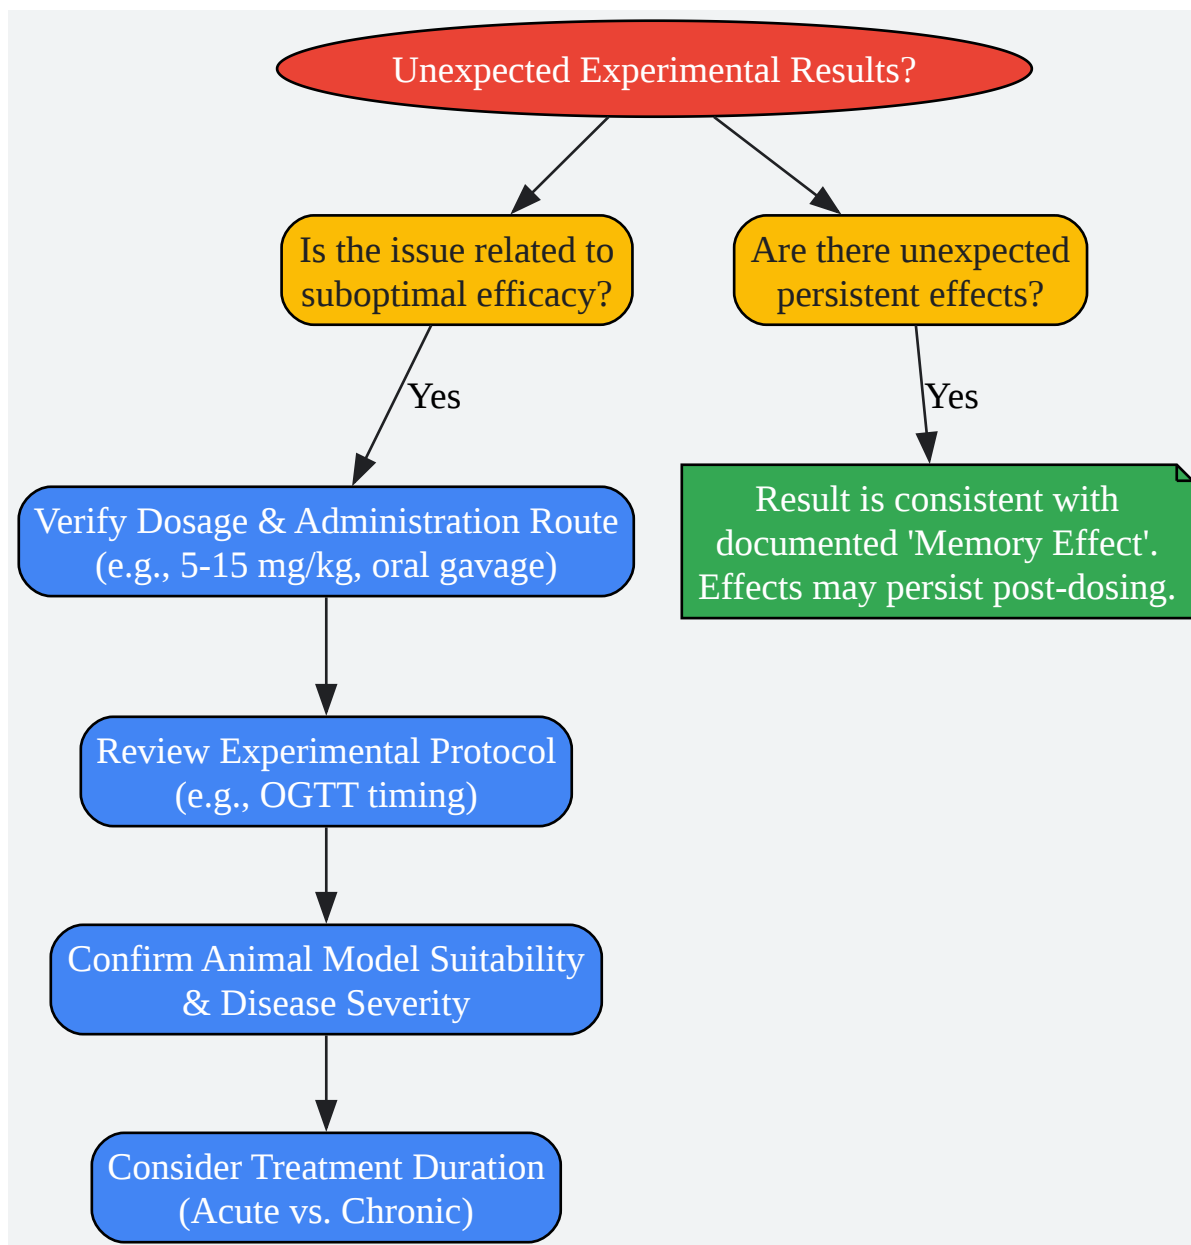 Unexpected Experimental Results?
Is the issue related to
suboptimal efficacy?
Are there unexpected
persistent effects?
Yes
Yes
Verify Dosage & Administration Route
(e.g., 5-15 mg/kg, oral gavage)
Result is consistent with
documented 'Memory Effect'.
Effects may persist post-dosing.
Review Experimental Protocol
(e.g., OGTT timing)
Confirm Animal Model Suitability
& Disease Severity
Consider Treatment Duration
(Acute vs. Chronic)